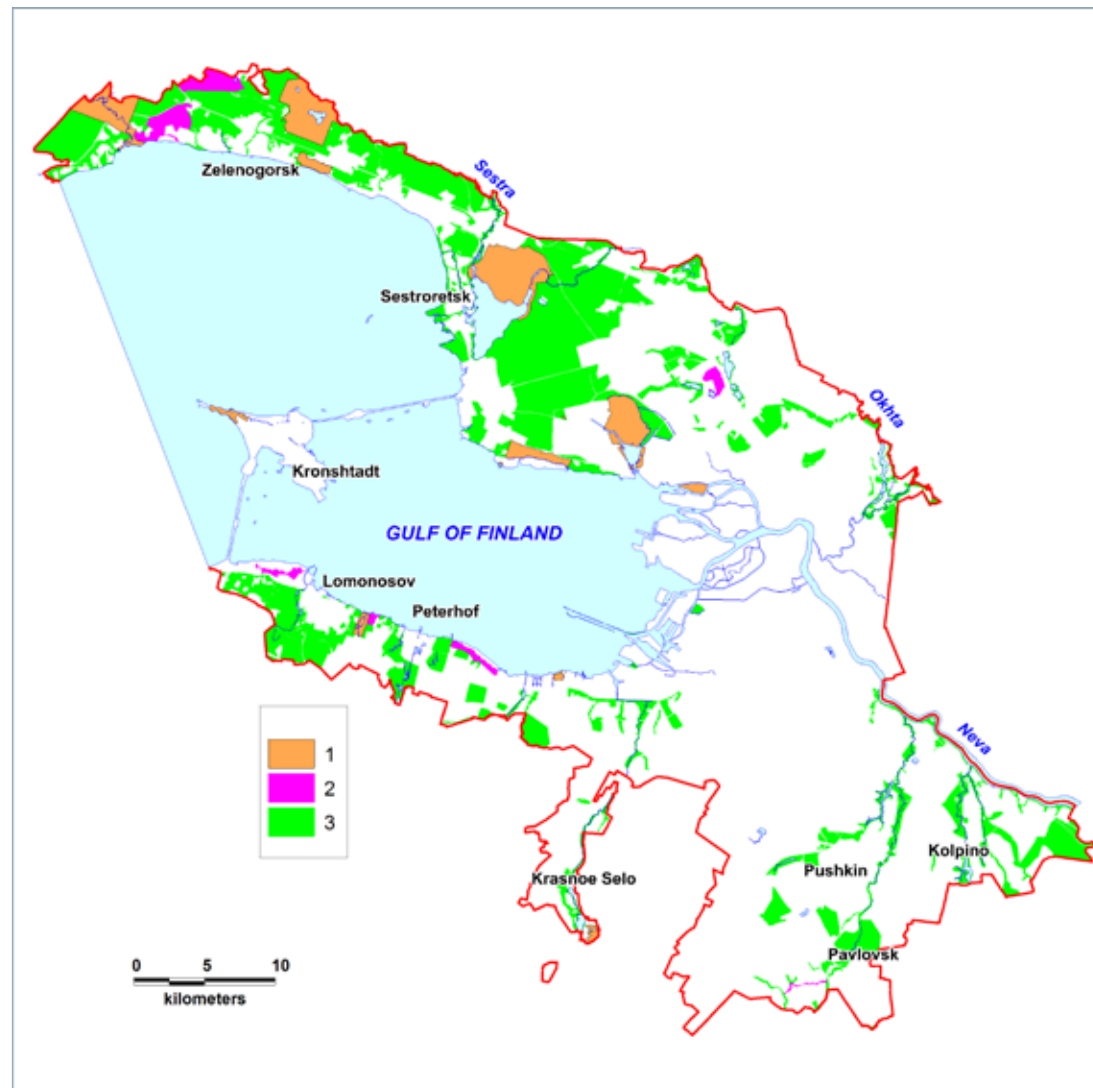 Zelenogorsk
Sestra
Sestroretsk
Okhta
Kronshtadt
GULF OF FINLAND
Lomonosov
Peterhof
1
2
3
Neva
Krasnoe Selo
Pushkin
Kolpino
Pavlovsk
0 5 10
kilometers